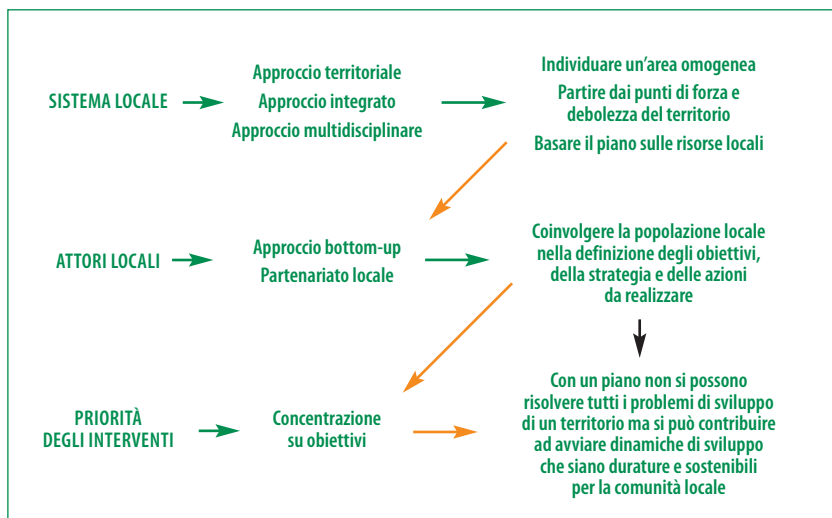 SISTEMA LOCALE
Approccio territoriale
Approccio integrato
Approccio multidisciplinare
Individuare un'area omogenea
Partire dai punti di forza e
debolezza del territorio
Basare il piano sulle risorse locali
ATTORI LOCALI
Approccio bottom-up
Partenariato locale
Coinvolgere la popolazione locale
nella definizione degli obiettivi,
della strategia e delle azioni
da realizzare
PRIORITÀ
DEGLI INTERVENTI
Concentrazione
su obiettivi
Con un piano non si possono
risolvere tutti i problemi di sviluppo
di un territorio ma si può contribuire
ad avviare dinamiche di sviluppo
che siano durature e sostenibili
per la comunità locale